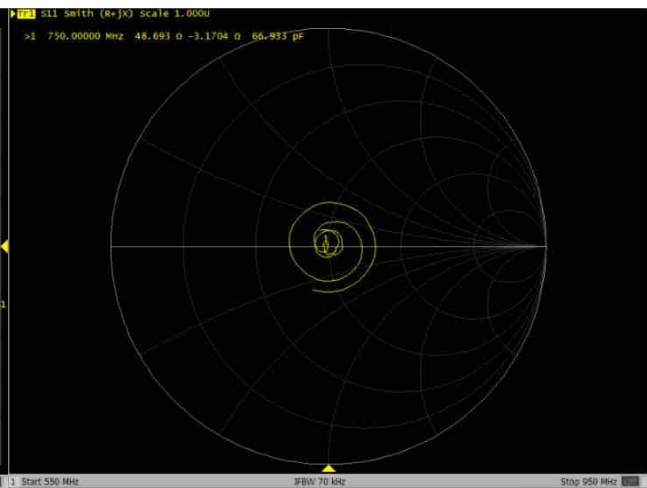 Tr1 S11 Smith (R+jX) Scale 1.000U
>1 750.00000 MHz 48.693 Ω -3.1704 Ω 66.933 pF
1
1 Start 550 MHz IFBW 70 kHz Stop 950 MHz